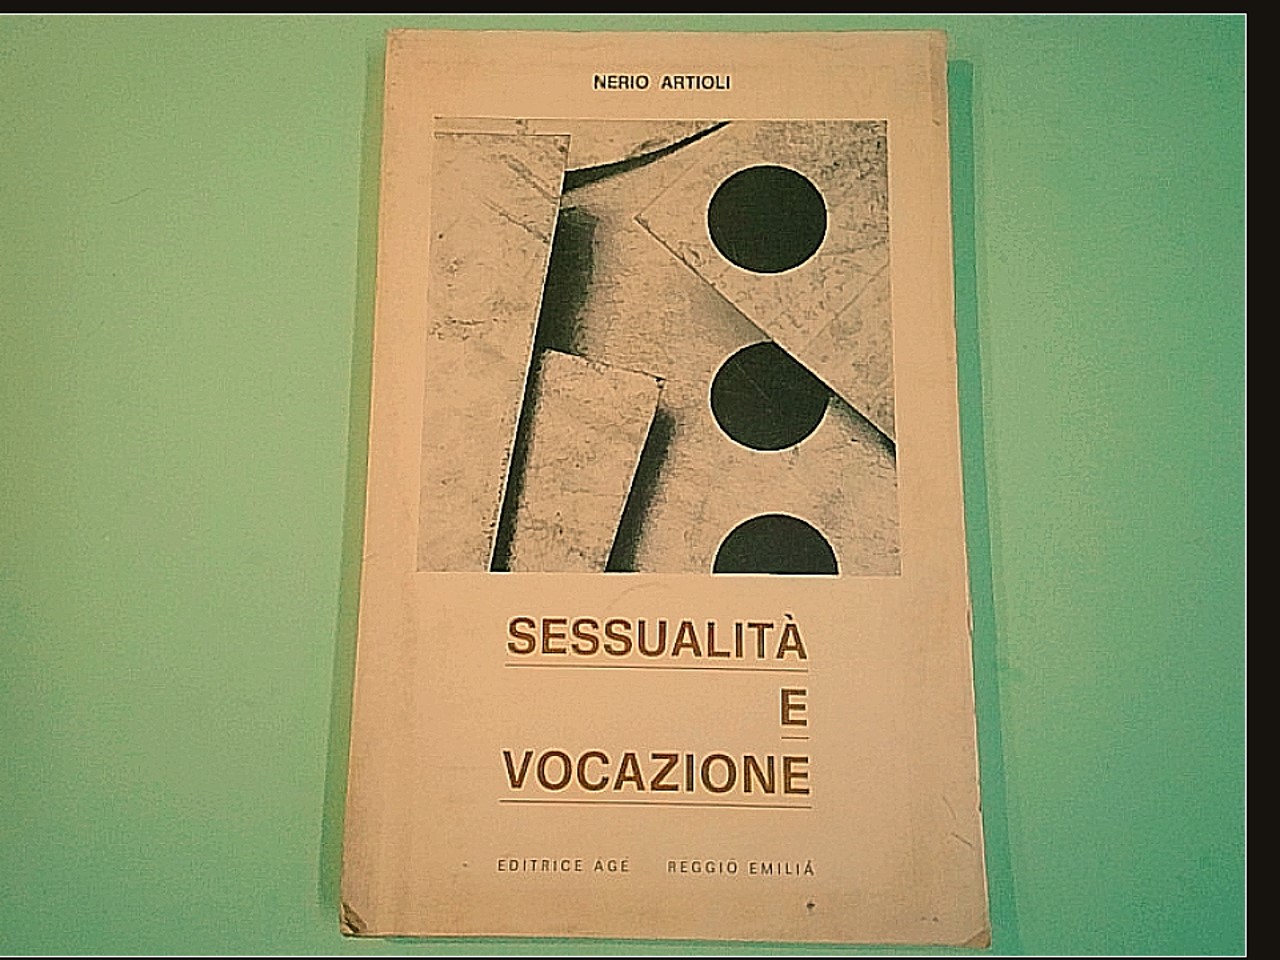 NERIO ARTIOLI
SESSUALITÀ
E
VOCAZIONE
EDITRICE AGE REGGIO EMILIA